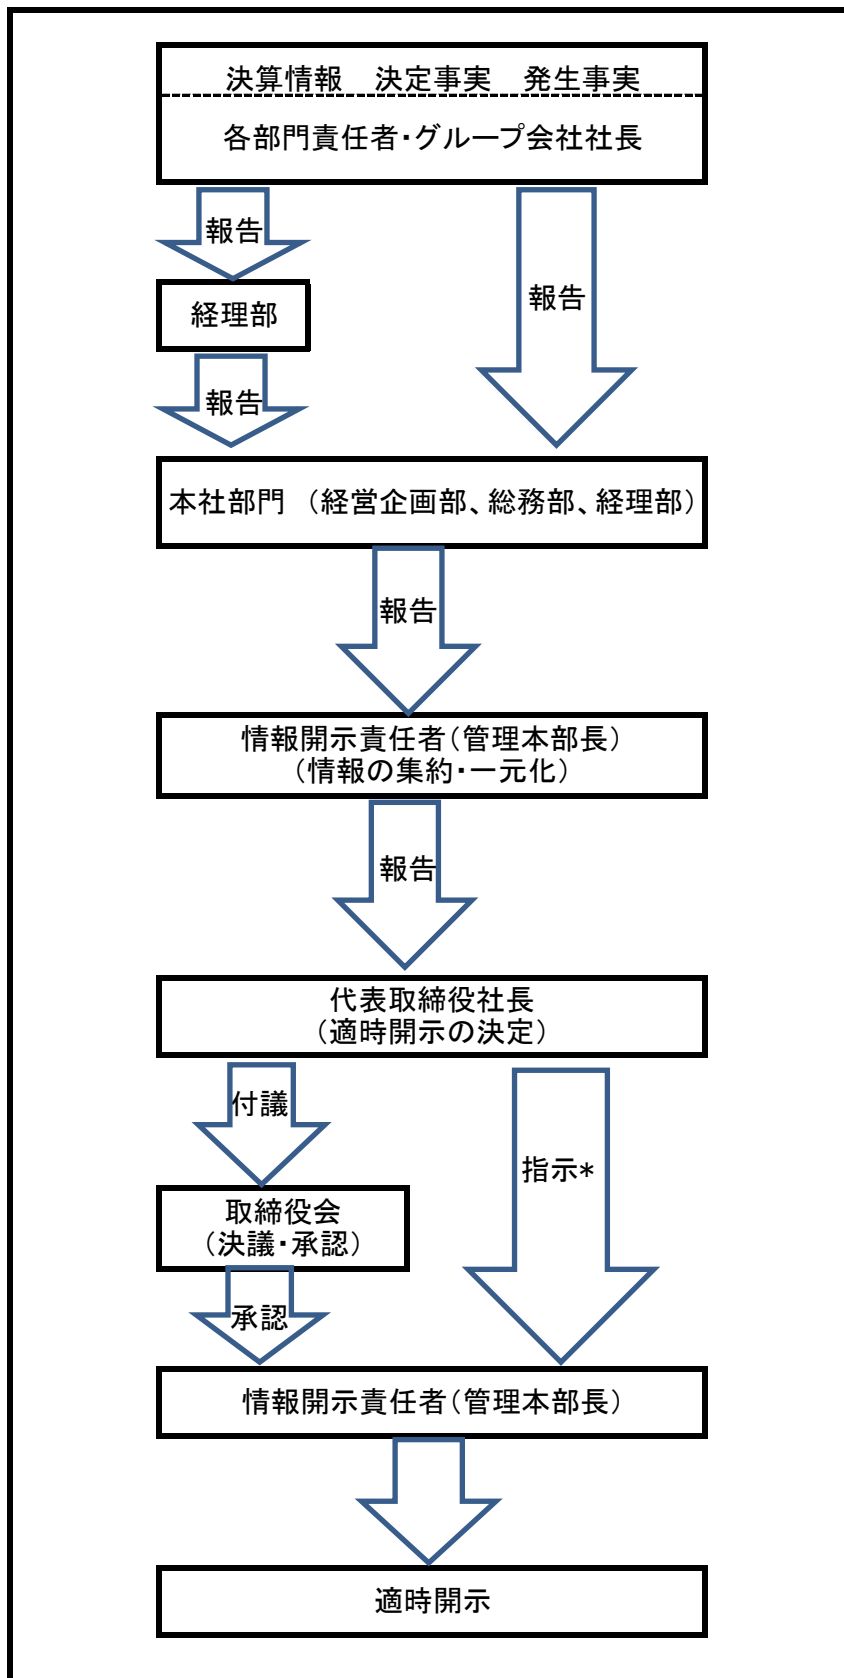 決算情報　決定事実　発生事実
各部門責任者・グループ会社社長
報告
報告
経理部
報告
本社部門　（経営企画部、総務部、経理部）
報告
情報開示責任者（管理本部長）
（情報の集約・一元化）
報告
代表取締役社長
（適時開示の決定）
付議
指示*
取締役会
（決議・承認）
承認
情報開示責任者（管理本部長）
適時開示